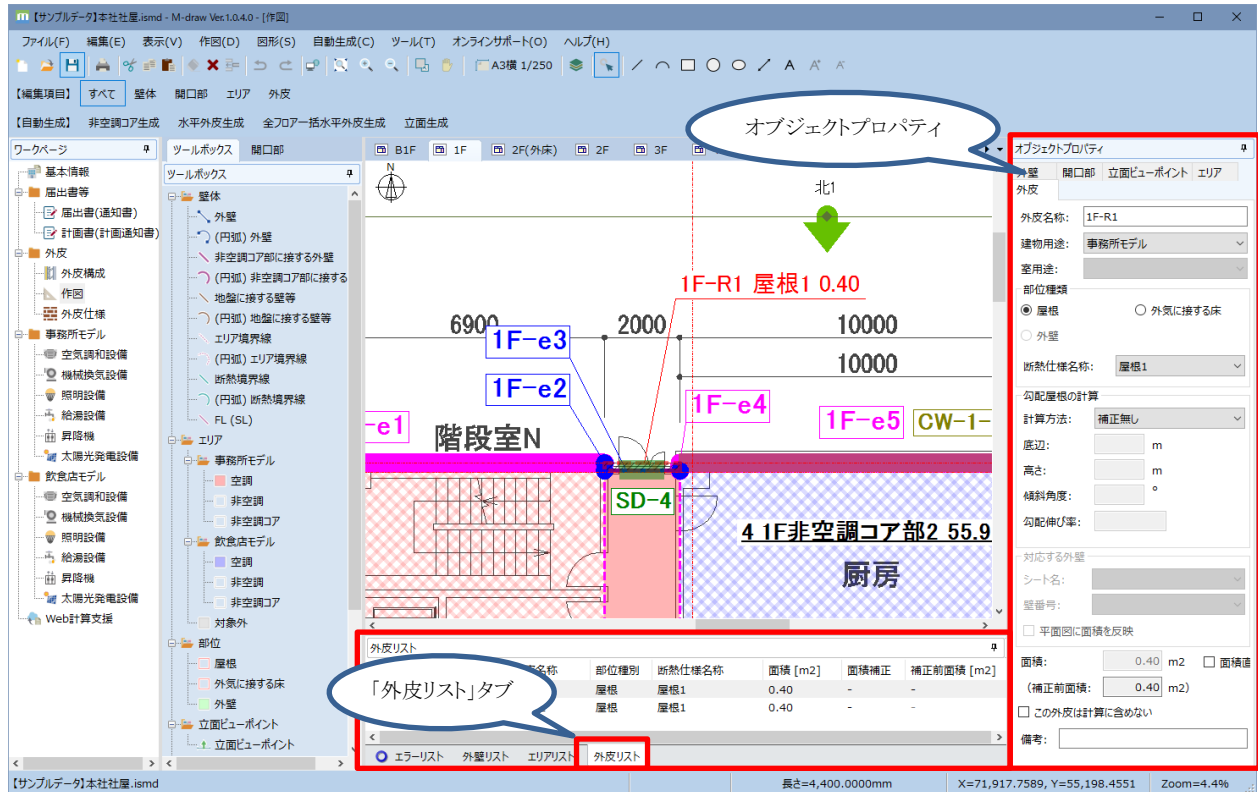 【サンプルデータ】本社社屋.ismd - M-draw Ver.1.0.4.0 - [作図]
ファイル(F) 編集(E) 表示(V) 作図(D) 図形(S) 自動生成(C) ツール(T) オンラインサポート(O) ヘルプ(H)
A3横 1/250
【編集項目】 すべて 壁体 開口部 エリア 外皮
【自動生成】 非空調コア生成 水平外皮生成 全フロア一括水平外皮生成 立面生成
オブジェクトプロパティ
ワークページ
基本情報
届出書等
届出書(通知書)
計画書(計画通知書)
外皮
外皮構成
作図
外皮仕様
事務所モデル
空気調和設備
機械換気設備
照明設備
給湯設備
昇降機
太陽光発電設備
飲食店モデル
空気調和設備
機械換気設備
照明設備
給湯設備
昇降機
太陽光発電設備
Web計算支援
ツールボックス 開口部
ツールボックス
壁体
外壁
(円弧) 外壁
非空調コア部に接する外壁
(円弧) 非空調コア部に接する
地盤に接する壁等
(円弧) 地盤に接する壁等
エリア境界線
(円弧) エリア境界線
断熱境界線
(円弧) 断熱境界線
FL (SL)
エリア
事務所モデル
空調
非空調
非空調コア
飲食店モデル
空調
非空調
非空調コア
対象外
部位
屋根
外気に接する床
外壁
立面ビューポイント
立面ビューポイント
B1F 1F 2F(外床) 2F 3F
N
北1
1F-R1 屋根1 0.40
6900 2000 10000
10000
1F-e3
1F-e2
1F-e4
-e1
1F-e5
CW-1-
階段室N
SD-4
4 1F非空調コア部2 55.9
厨房
外皮リスト
名称 部位種別 断熱仕様名称 面積 [m2] 面積補正 補正前面積 [m2]
屋根 屋根1 0.40 - -
屋根 屋根1 0.40 - -
「外皮リスト」タブ
エラーリスト 外壁リスト エリアリスト 外皮リスト
オブジェクトプロパティ
外壁 開口部 立面ビューポイント エリア
外皮
外皮名称: 1F-R1
建物用途: 事務所モデル
室用途:
部位種類
屋根 外気に接する床
外壁
断熱仕様名称: 屋根1
勾配屋根の計算
計算方法: 補正無し
底辺: m
高さ: m
傾斜角度: °
勾配伸び率:
対応する外壁
シート名:
壁番号:
平面図に面積を反映
面積: 0.40 m2 面積直
(補正前面積: 0.40 m2)
この外皮は計算に含めない
備考:
【サンプルデータ】本社社屋.ismd 長さ=4,400.0000mm X=71,917.7589, Y=55,198.4551 Zoom=4.4%